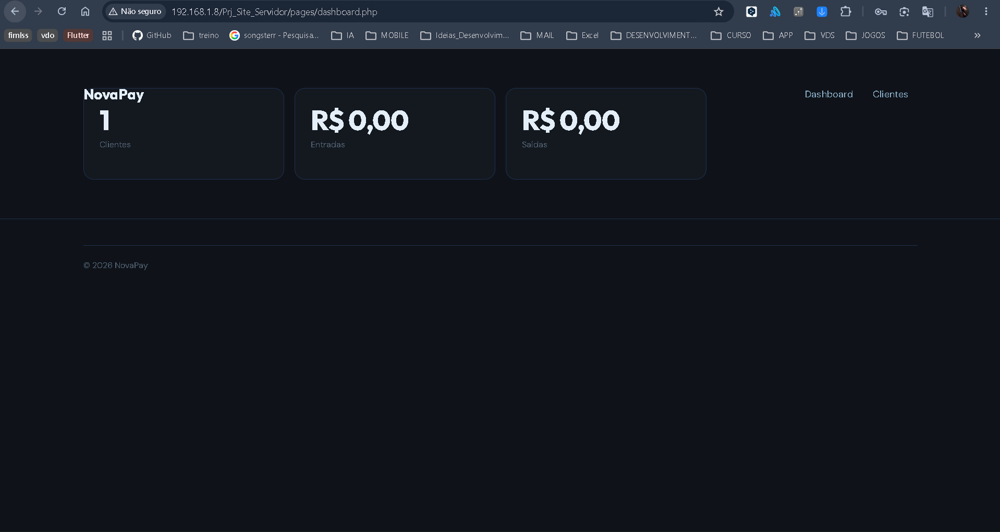 Não seguro 192.168.1.8/Prj_Site_Servidor/pages/dashboard.php
fimlss vdo Flutter GitHub treino songsterr - Pesquisa... IA MOBILE Ideias_Desenvolvim... MAIL Excel DESENVOLVIMENT... CURSO APP VDS JOGOS FUTEBOL »
NovaPay Dashboard Clientes
1 R$ 0,00 R$ 0,00
Clientes Entradas Saídas
© 2026 NovaPay